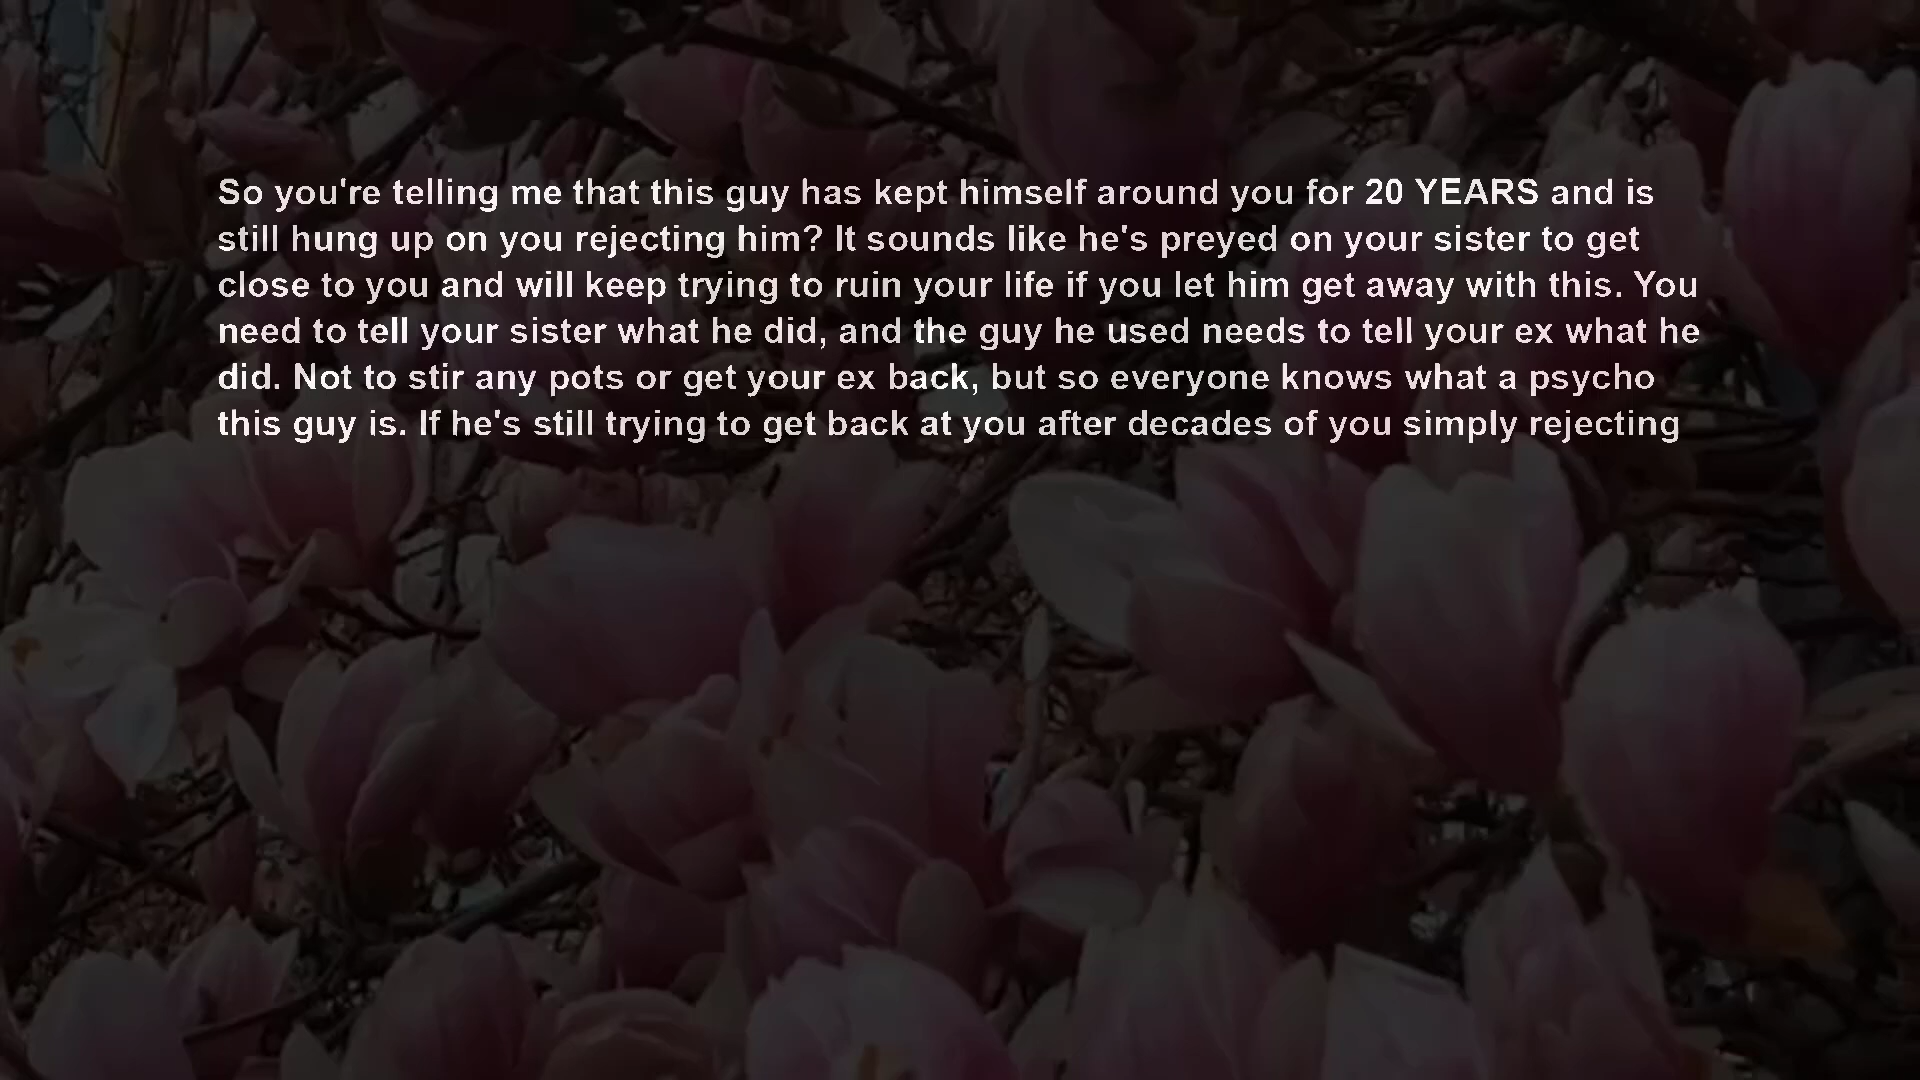 So you're telling me that this guy has kept himself around you for 20 YEARS and is
still hung up on you rejecting him? It sounds like he's preyed on your sister to get
close to you and will keep trying to ruin your life if you let him get away with this. You
need to tell your sister what he did, and the guy he used needs to tell your ex what he
did. Not to stir any pots or get your ex back, but so everyone knows what a psycho
this guy is. If he's still trying to get back at you after decades of you simply rejecting